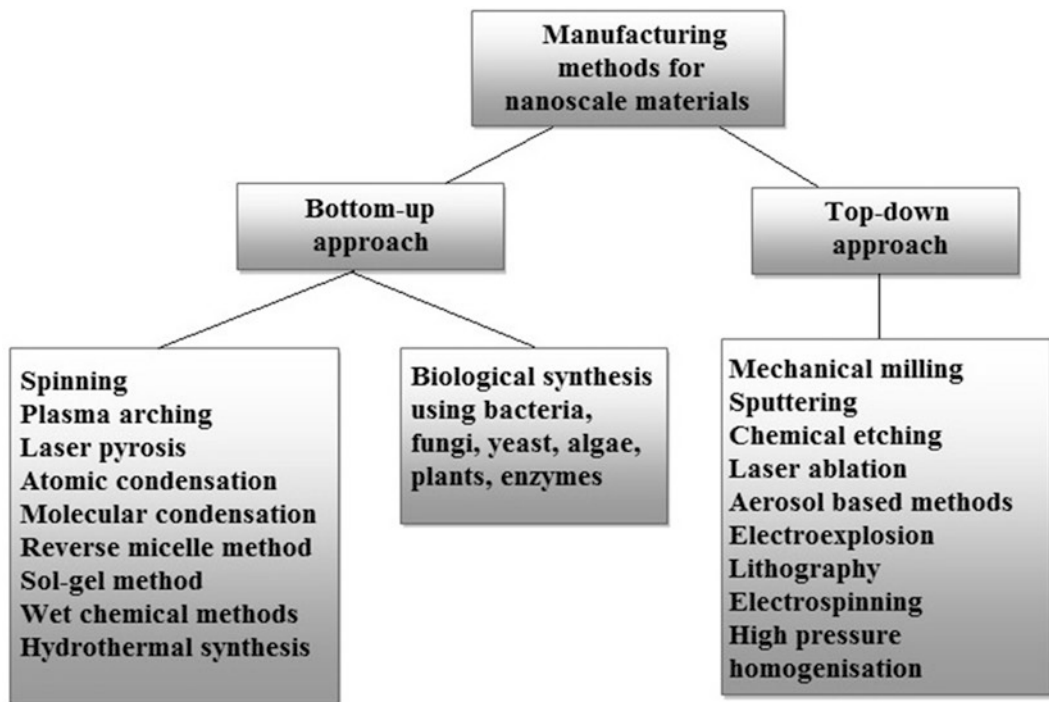 Manufacturing
methods for
nanoscale materials
Bottom-up
approach
Top-down
approach
Spinning
Plasma arching
Laser pyrosis
Atomic condensation
Molecular condensation
Reverse micelle method
Sol-gel method
Wet chemical methods
Hydrothermal synthesis
Biological synthesis
using bacteria,
fungi, yeast, algae,
plants, enzymes
Mechanical milling
Sputtering
Chemical etching
Laser ablation
Aerosol based methods
Electroexplosion
Lithography
Electrospinning
High pressure
homogenisation